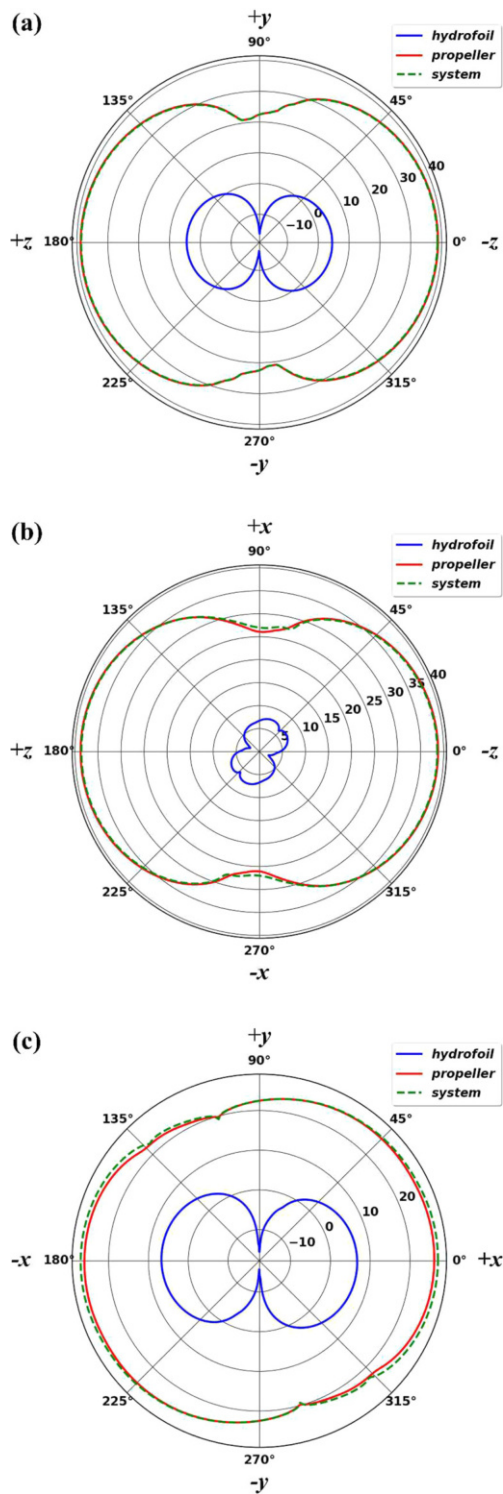 (a)
+y
90°
hydrofoil
propeller
system
135°
45°
40
30
20
10
0
−10
+z
180°
0°
-z
225°
315°
270°
-y
(b)
+x
90°
hydrofoil
propeller
system
135°
45°
40
35
30
25
20
15
10
5
+z
180°
0°
-z
225°
315°
270°
-x
(c)
+y
90°
hydrofoil
propeller
system
135°
45°
20
10
0
−10
-x
180°
0°
+x
225°
315°
270°
-y